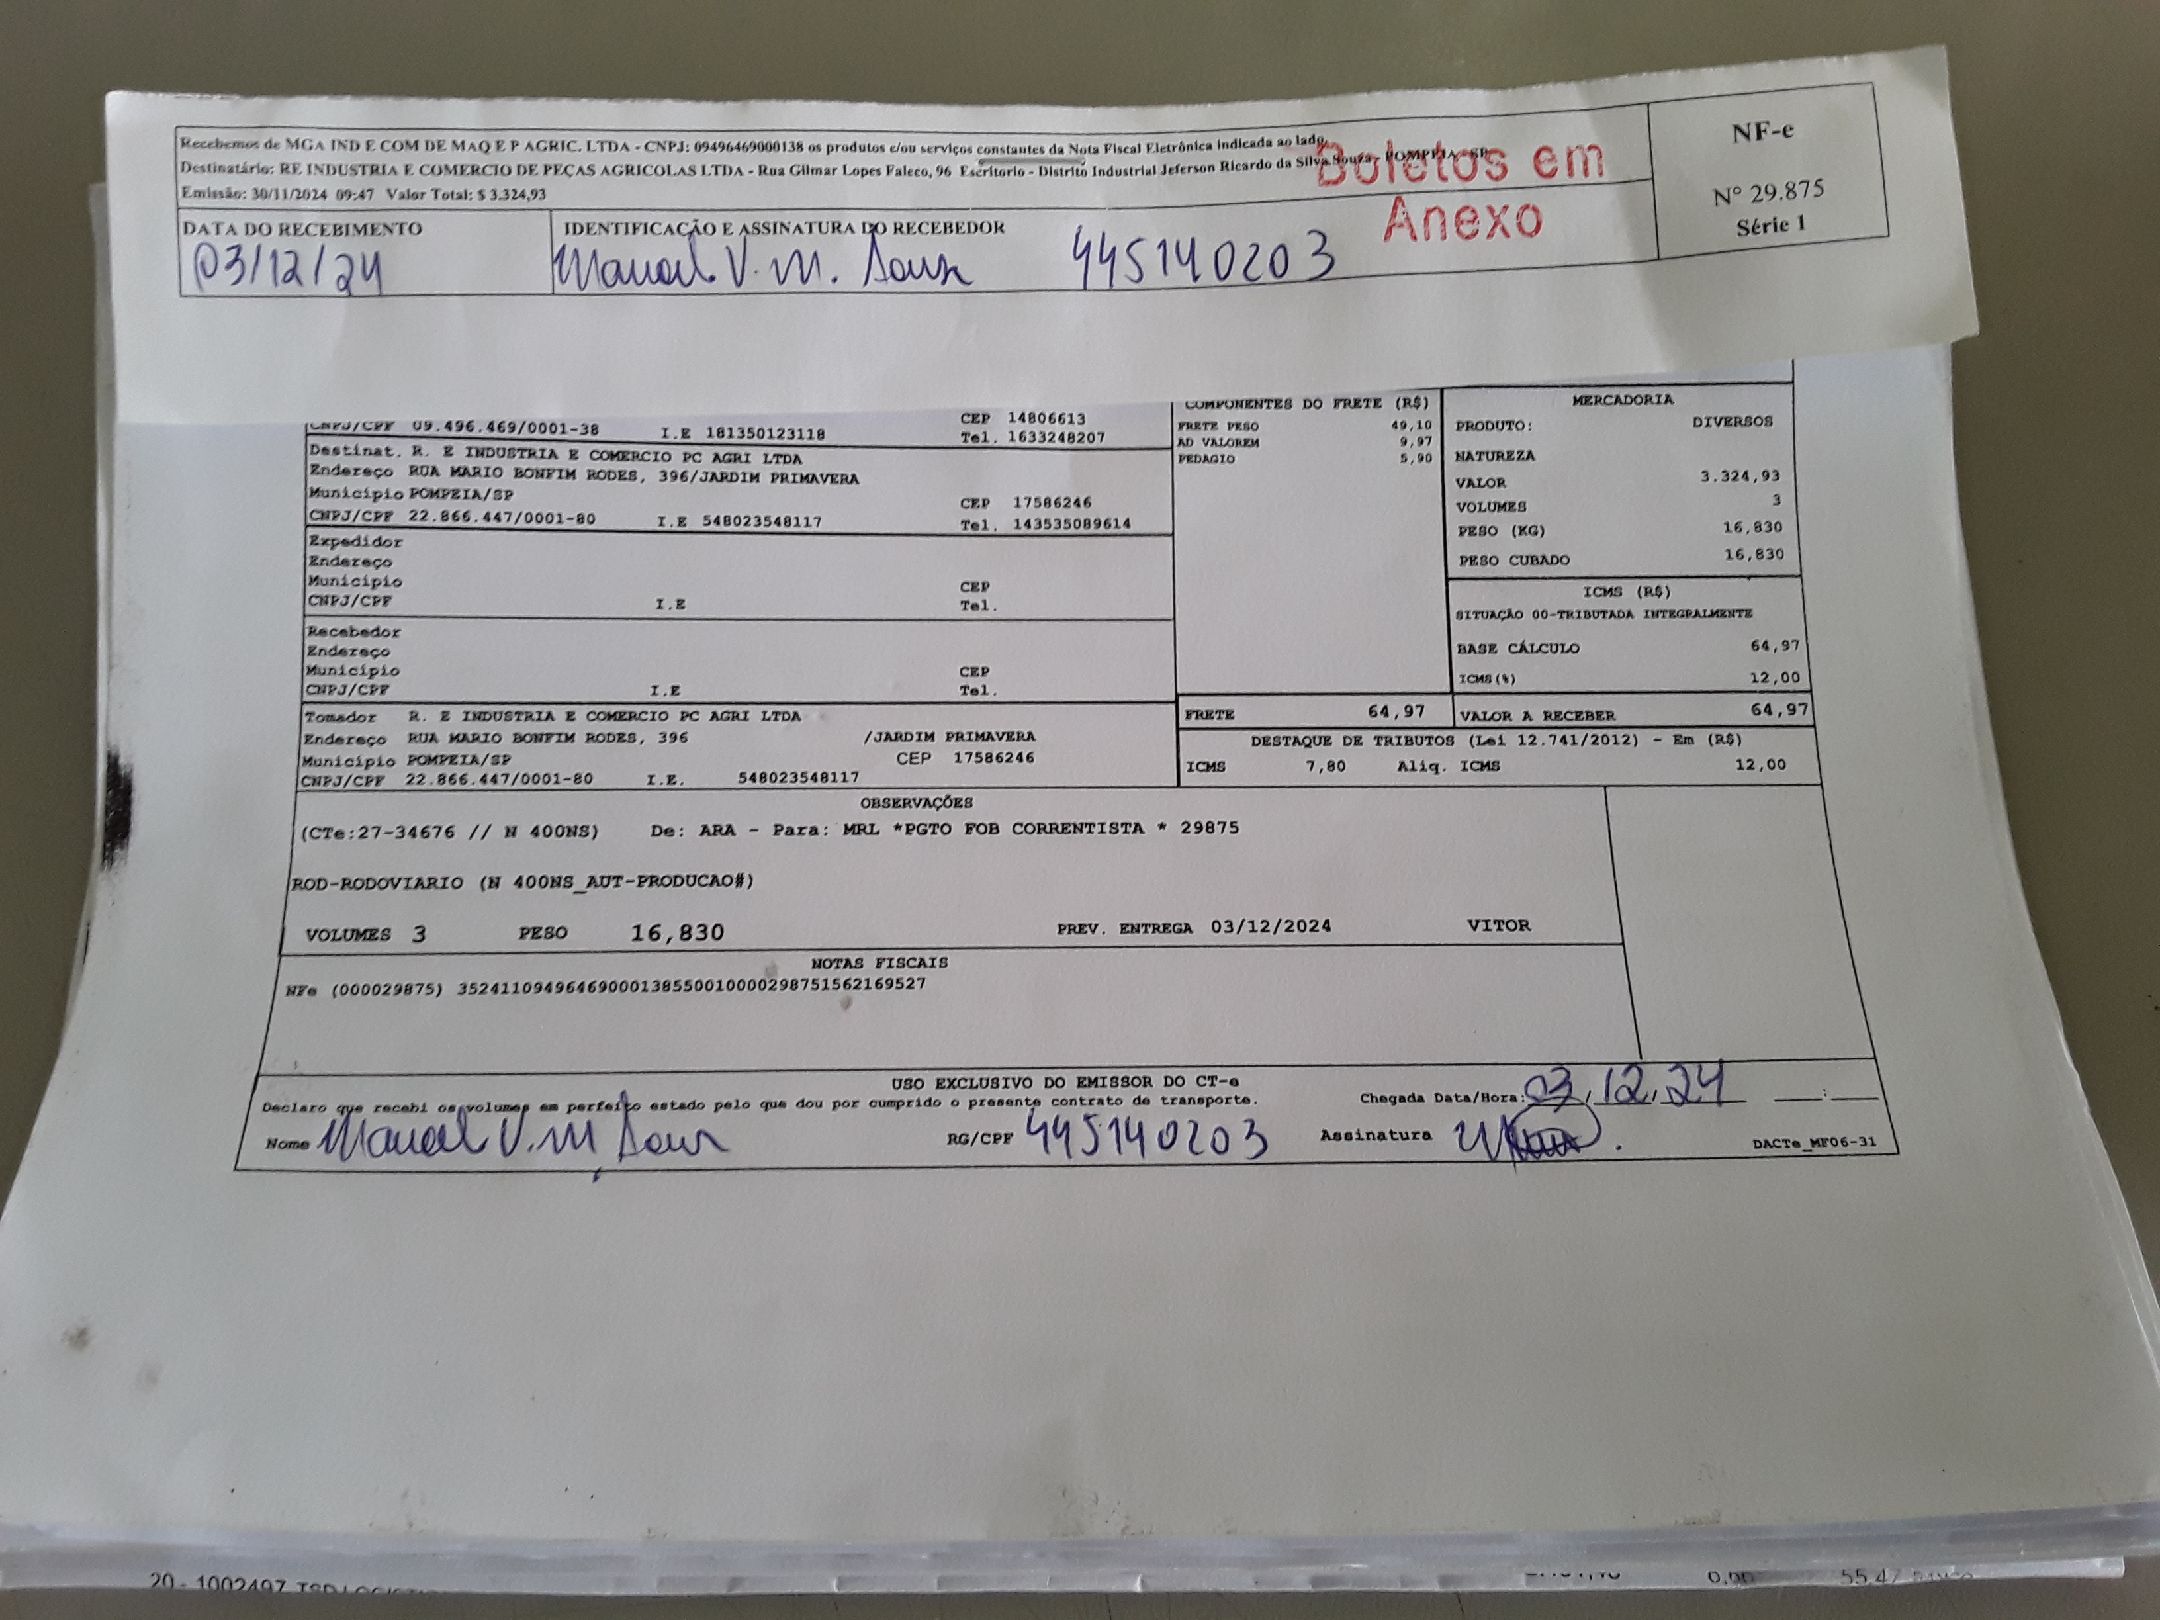 Recebemos de MGA IND E COM DE MAQ E P AGRIC. LTDA - CNPJ: 09496469000138 os produtos e/ou serviços constantes da Nota Fiscal Eletrônica indicada ao lado.
Destinatário: RE INDUSTRIA E COMERCIO DE PEÇAS AGRICOLAS LTDA - Rua Gilmar Lopes Faleco, 96 Escritorio - Distrito Industrial Jeferson Ricardo da Silva Souza - POMPEIA - SP
Emissão: 30/11/2024 09:47 Valor Total: $ 3.324,93
Boletos em
Anexo
NF-e
Nº 29.875
Série 1
DATA DO RECEBIMENTO
03/12/24
IDENTIFICAÇÃO E ASSINATURA DO RECEBEDOR
Manoel V. M. Souza 445140203
CEP 14806613
CNPJ/CPF 09.496.469/0001-38 I.E 181350123118 Tel. 1633248207
Destinat. R. E INDUSTRIA E COMERCIO PC AGRI LTDA
Endereço RUA MARIO BONFIM RODES, 396/JARDIM PRIMAVERA
Município POMPEIA/SP CEP 17586246
CNPJ/CPF 22.866.447/0001-80 I.E 548023548117 Tel. 143535089614
Expedidor
Endereço
Município CEP
CNPJ/CPF I.E Tel.
Recebedor
Endereço
Município CEP
CNPJ/CPF I.E Tel.
Tomador R. E INDUSTRIA E COMERCIO PC AGRI LTDA
Endereço RUA MARIO BONFIM RODES, 396 /JARDIM PRIMAVERA
Município POMPEIA/SP CEP 17586246
CNPJ/CPF 22.866.447/0001-80 I.E. 548023548117
COMPONENTES DO FRETE (R$)
FRETE PESO 49,10
AD VALOREM 9,97
PEDAGIO 5,90
FRETE 64,97
MERCADORIA
PRODUTO: DIVERSOS
NATUREZA
VALOR 3.324,93
VOLUMES 3
PESO (KG) 16,830
PESO CUBADO 16,830
ICMS (R$)
SITUAÇÃO 00-TRIBUTADA INTEGRALMENTE
BASE CÁLCULO 64,97
ICMS(%) 12,00
VALOR A RECEBER 64,97
DESTAQUE DE TRIBUTOS (Lei 12.741/2012) - Em (R$)
ICMS 7,80 Aliq. ICMS 12,00
OBSERVAÇÕES
(CTe:27-34676 // N 400NS) De: ARA - Para: MRL *PGTO FOB CORRENTISTA * 29875
ROD-RODOVIARIO (N 400NS_AUT-PRODUCAO#)
VOLUMES 3 PESO 16,830 PREV. ENTREGA 03/12/2024 VITOR
NOTAS FISCAIS
NFe (000029875) 35241109496469000138550010000298751562169527
USO EXCLUSIVO DO EMISSOR DO CT-e
Declaro que recebi os volumes em perfeito estado pelo que dou por cumprido o presente contrato de transporte. Chegada Data/Hora: 03,12,24 :
Nome Manoel V. M. Souza RG/CPF 445140203 Assinatura DACTe_MF06-31
20 - 1002497 0,00 55,47